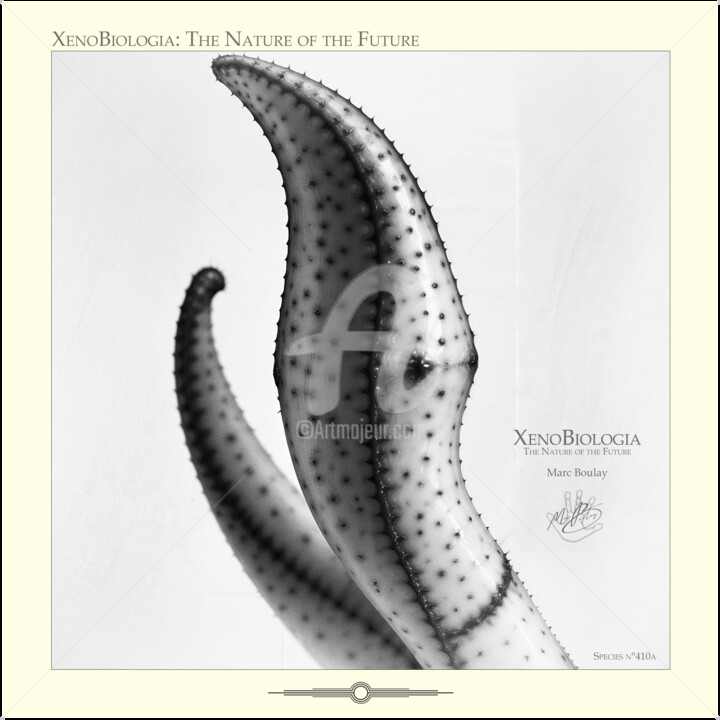 XenoBiologia: The Nature of the Future
©Artmajeur.com
XenoBiologia
The Nature of the Future
Marc Boulay
Species n°410a